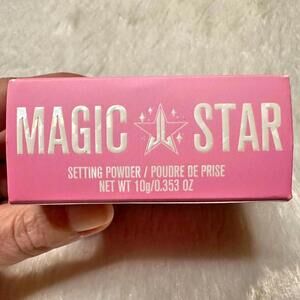 MAGIC STAR
SETTING POWDER / POUDRE DE PRISE
NET WT 10g/0.353 OZ